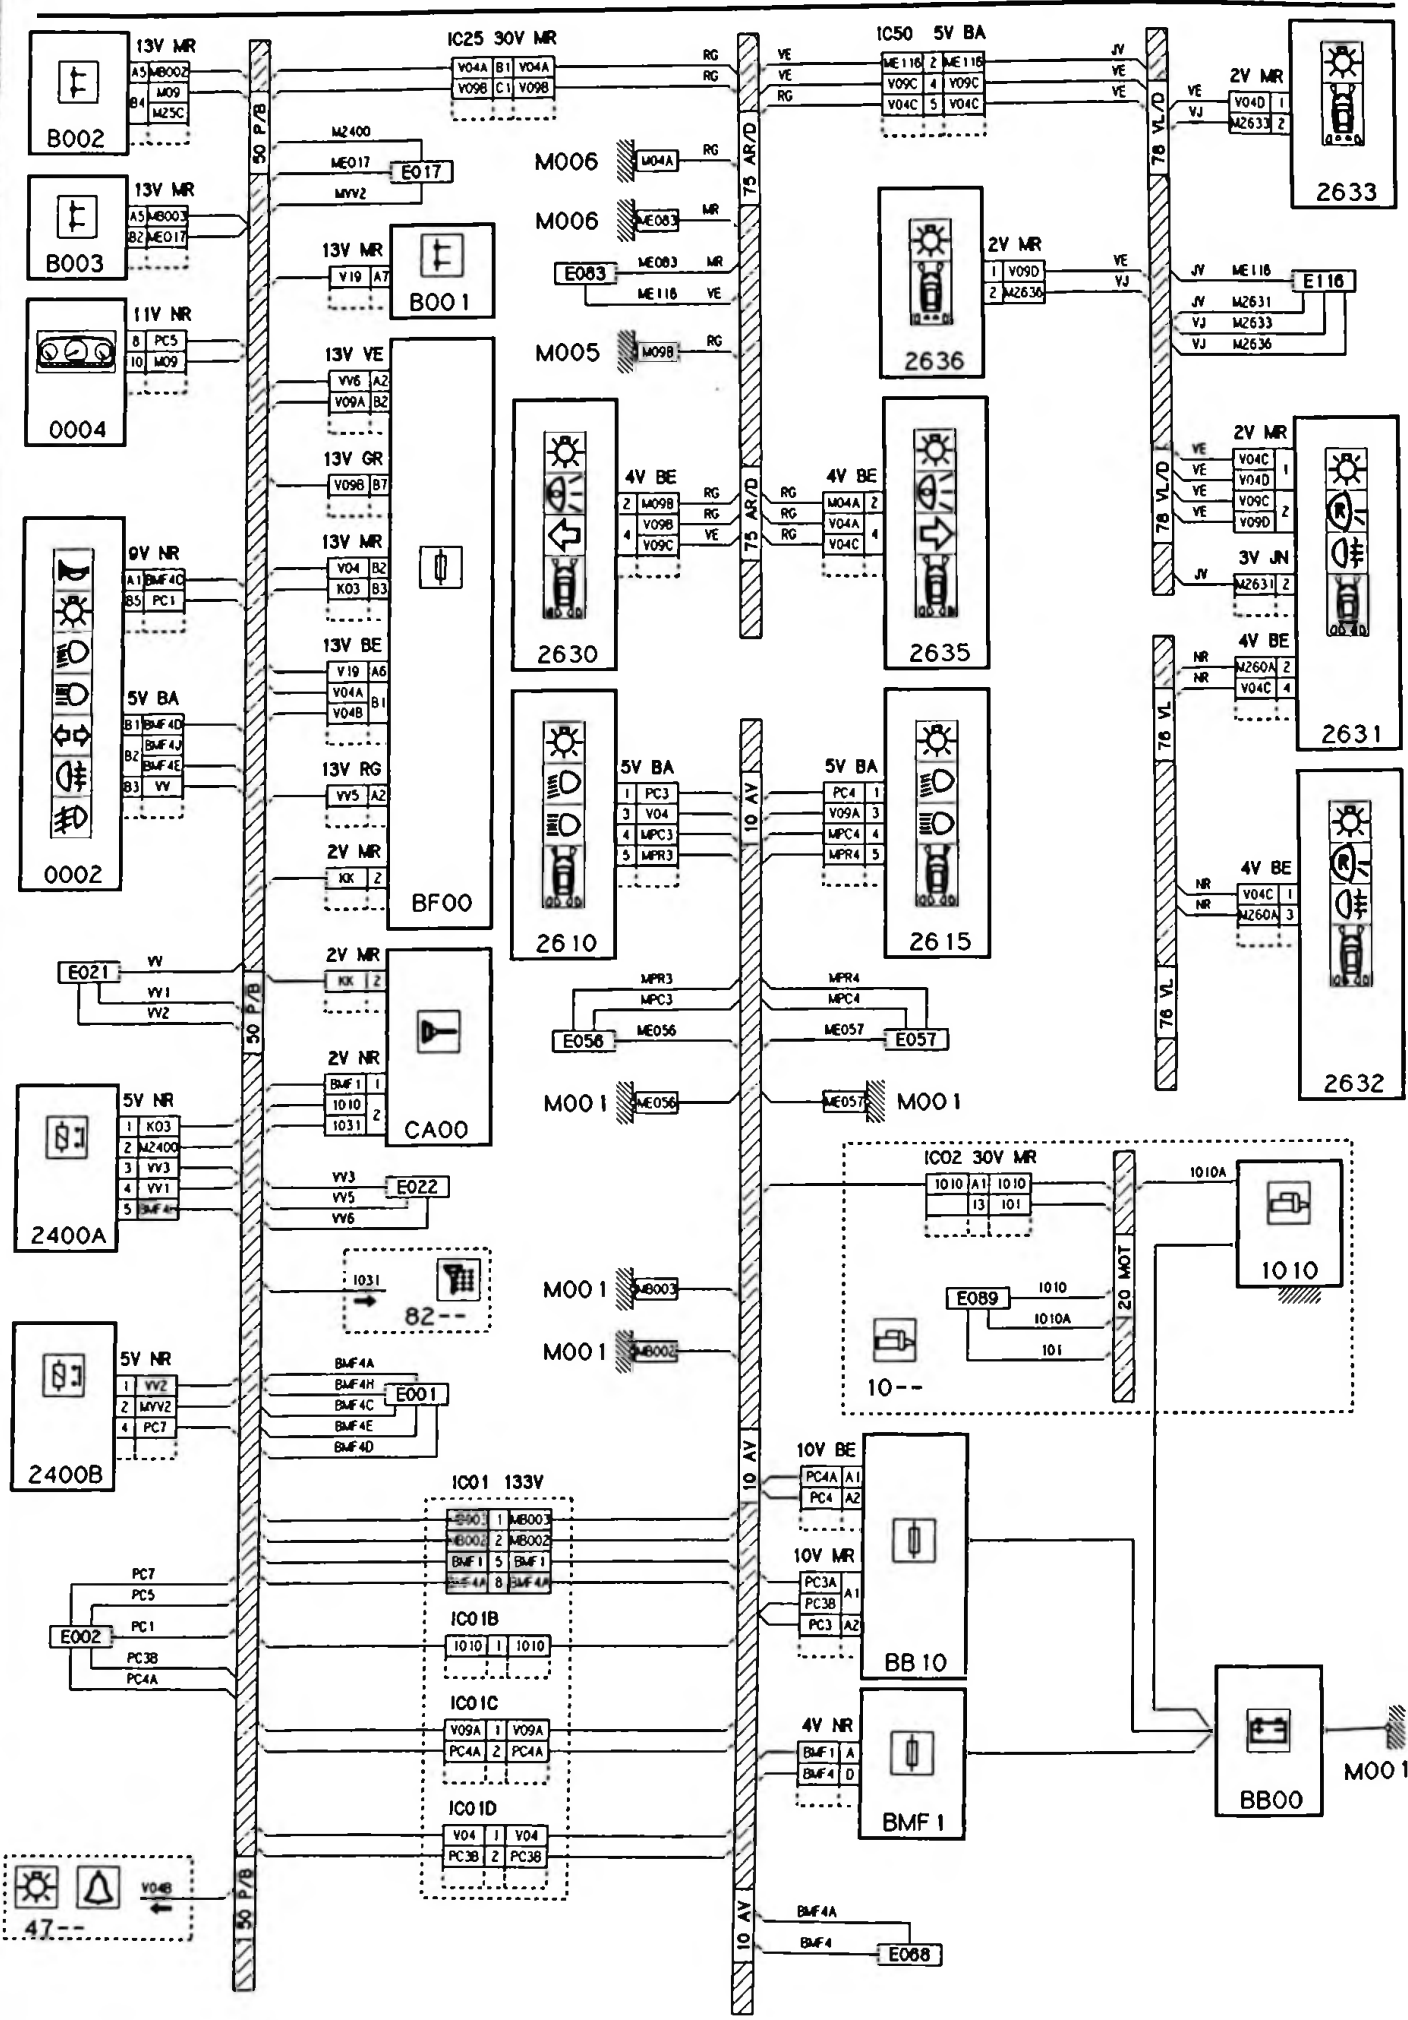 13V MR
A5 MB002
B4 M09
M25C
B002
13V MR
A5 MB003
B2 ME017
B003
11V NR
8 PC5
10 M09
0004
9V NR
A1 BMF4C
B5 PC1
5V BA
B1 BMF4D
B2 BMF4J
BMF4E
B3 VV
0002
E021
VV
VV1
VV2
5V NR
1 K03
2 M2400
3 VV3
4 VV1
5
2400A
5V NR
1 VV2
2 MVV2
4 PC7
2400B
PC7
PC5
E002 PC1
PC3B
PC4A
V04B
47--
50 P/B
50 P/B
50 P/B
IC25 30V MR
V04A B1 V04A
V09B C1 V09B
M2400
ME017
MVV2
E017
13V MR
V19 A7
B001
13V VE
VV6 A2
V09A B2
13V GR
V09B B7
13V MR
V04 B2
K03 B3
13V BE
V19 A6
V04A B1
V04B
13V RG
VV5 A2
2V MR
KK 2
BF00
2V MR
KK 2
2V NR
BMF1 1
1010 2
1031
CA00
VV3
VV5
VV6
E022
1031
82--
BMF4A
BMF4H
BMF4C
BMF4E
BMF4D
E001
IC01 133V
1 MB003
2 MB002
BMF1 5 BMF1
8 BMF4A
IC01B
1010 1 1010
IC01C
V09A 1 V09A
PC4A 2 PC4A
IC01D
V04 1 V04
PC3B 2 PC3B
RG
RG
M006 M04A RG
M006 ME083 MR
E083 ME083 MR
ME116 VE
M005 M09B RG
4V BE
2 M09B RG
4 V09B RG
V09C VE
2630
5V BA
1 PC3
3 V04
4 MPC3
5 MPR3
2610
MPR3
MPC3
E056 ME056
M001 ME056
M001 MB003
M001 MB002
75 AR/D
75 AR/D
10 AV
10 AV
10 AV
VE
VE
RG
IC50 5V BA
ME116 2 ME116 JV
V09C 4 V09C VE
V04C 5 V04C VE
2V MR
1 V09D VE
2 M2636 VJ
2636
4V BE
RG M04A 2
RG V04A 4
RG V04C
2635
5V BA
PC4 1
V09A 3
MPC4 4
MPR4 5
2615
MPR4
MPC4
ME057 E057
ME057 M001
IC02 30V MR
1010 A1 1010
I3 101
1010A
1010
E089 1010
1010A
101
10--
20 MOT
10V BE
PC4A A1
PC4 A2
10V MR
PC3A A1
PC3B
PC3 A2
BB10
4V NR
BMF1 A
BMF4 D
BMF1
BMF4A
BMF4 E068
BB00
M001
78 VL/D
78 VL/D
76 VL
76 VL
2V MR
VE V04D 1
VJ M2633 2
2633
JV ME116 E116
JV M2631
VJ M2633
VJ M2636
2V MR
VE V04C 1
VE V04D
VE V09C 2
VE V09D
3V JN
JV M2631 2
4V BE
NR M260A 2
NR V04C 4
2631
4V BE
NR V04C 1
NR M260A 3
2632